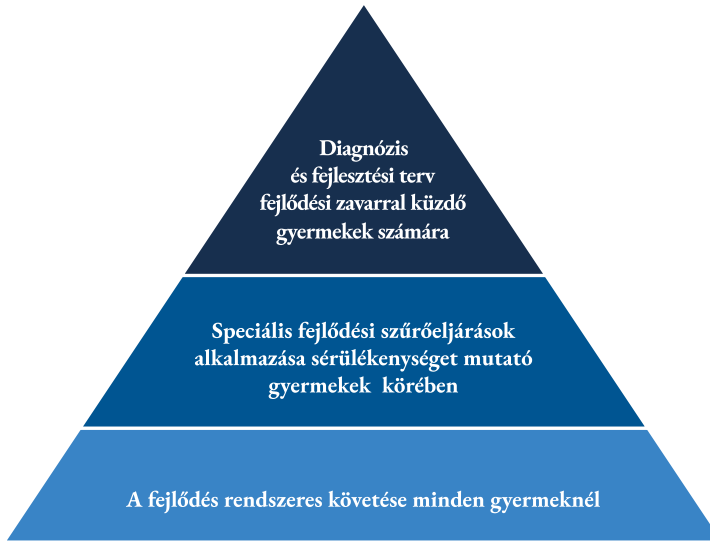 Diagnózis
és fejlesztési terv
fejlődési zavarral küzdő
gyermekek számára
Speciális fejlődési szűrőeljárások
alkalmazása sérülékenységet mutató
gyermekek körében
A fejlődés rendszeres követése minden gyermeknél